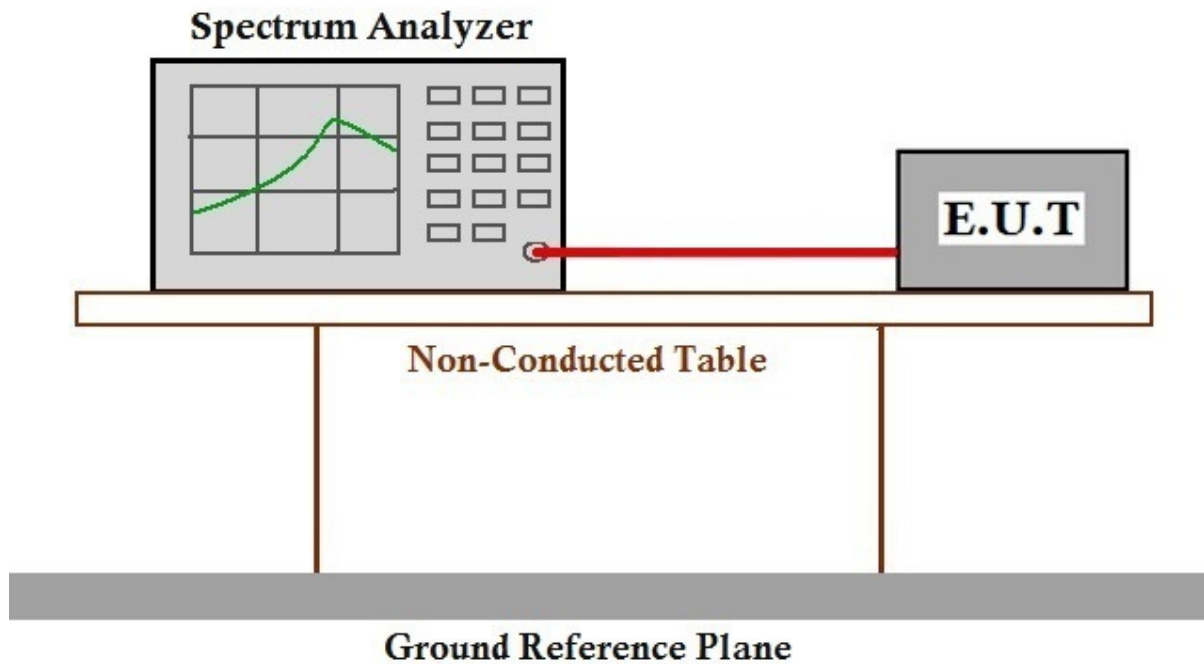 Spectrum Analyzer
E.U.T
Non-Conducted Table
Ground Reference Plane